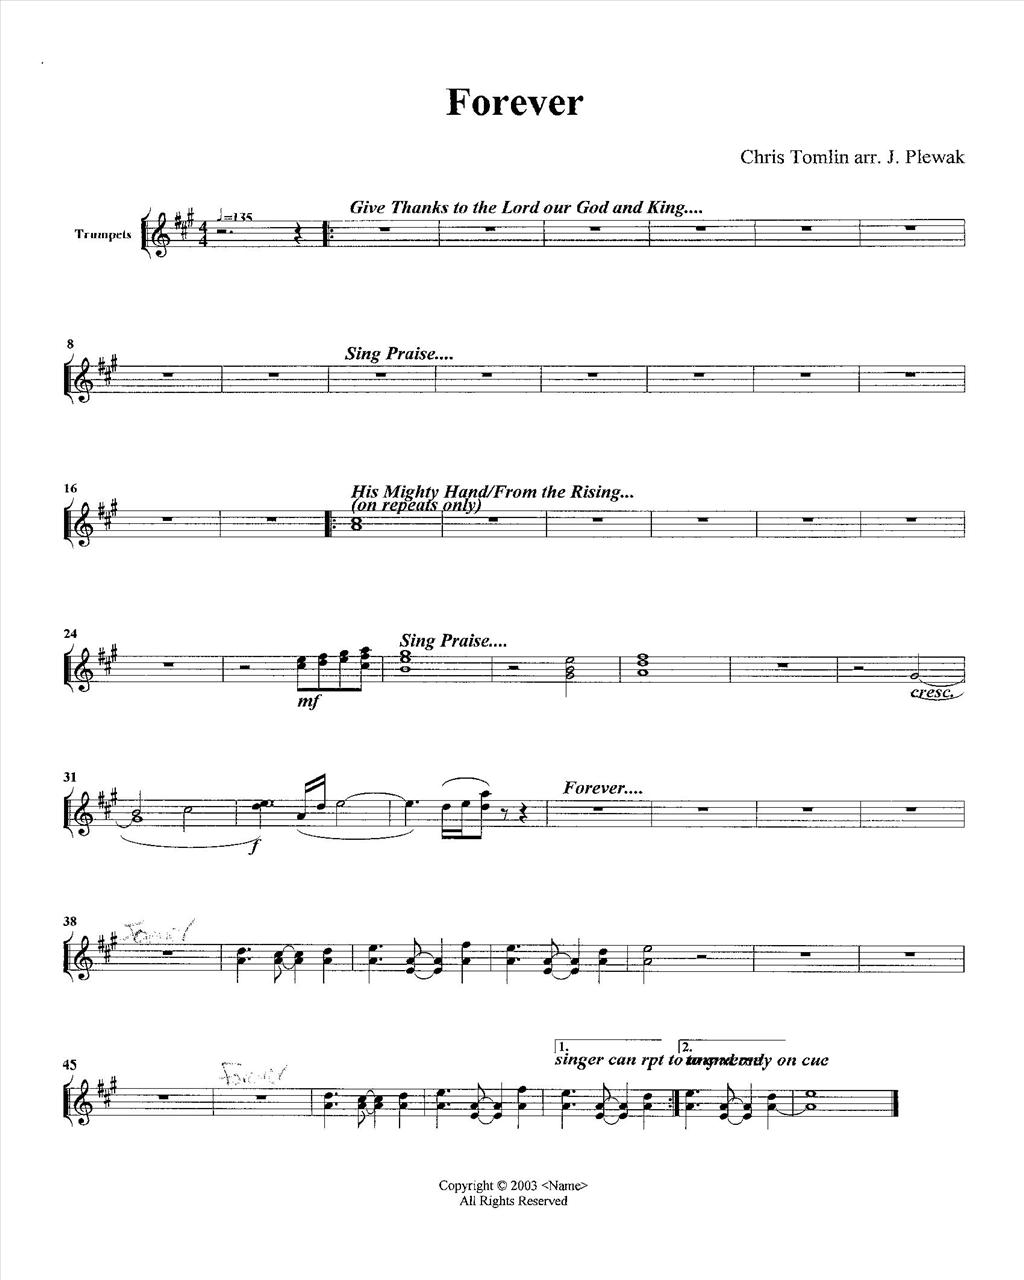 Forever
Chris Tomlin arr. J. Plewak
♩=135
Give Thanks to the Lord our God and King....
Trumpets
4
4
8
Sing Praise....
16
His Mighty Hand/From the Rising...
(on repeats only)
24
Sing Praise....
mf
cresc.
31
Forever....
f
38
Forever
45
Forever
1.
2.
singer can rpt to
only on cue
Copyright © 2003 <Name>
All Rights Reserved